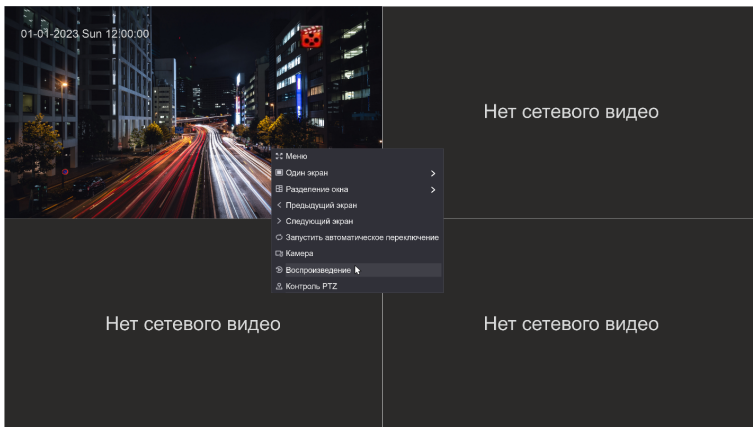 01-01-2023 Sun 12:00:00
Нет сетевого видео
Меню
Один экран
Разделение окна
Предыдущий экран
Следующий экран
Запустить автоматическое переключение
Камера
Воспроизведение
Контроль PTZ
Нет сетевого видео
Нет сетевого видео